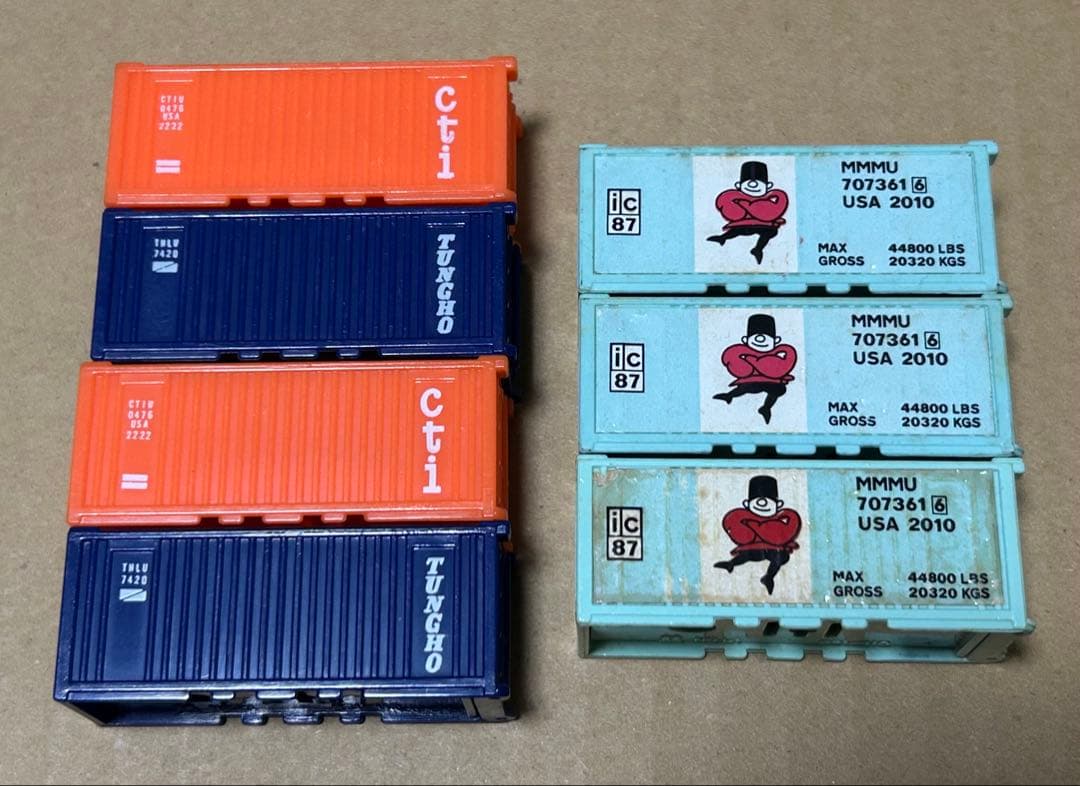 CTIU
0476
USA
2222
cti
THLU
7420
TUNGHO
CTIU
0476
USA
2222
cti
THLU
7420
TUNGHO
iC
87
MMMU
707361 6
USA 2010
MAX 44800 LBS
GROSS 20320 KGS
iC
87
MMMU
707361 6
USA 2010
MAX 44800 LBS
GROSS 20320 KGS
iC
87
MMMU
707361 6
USA 2010
MAX 44800 LBS
GROSS 20320 KGS